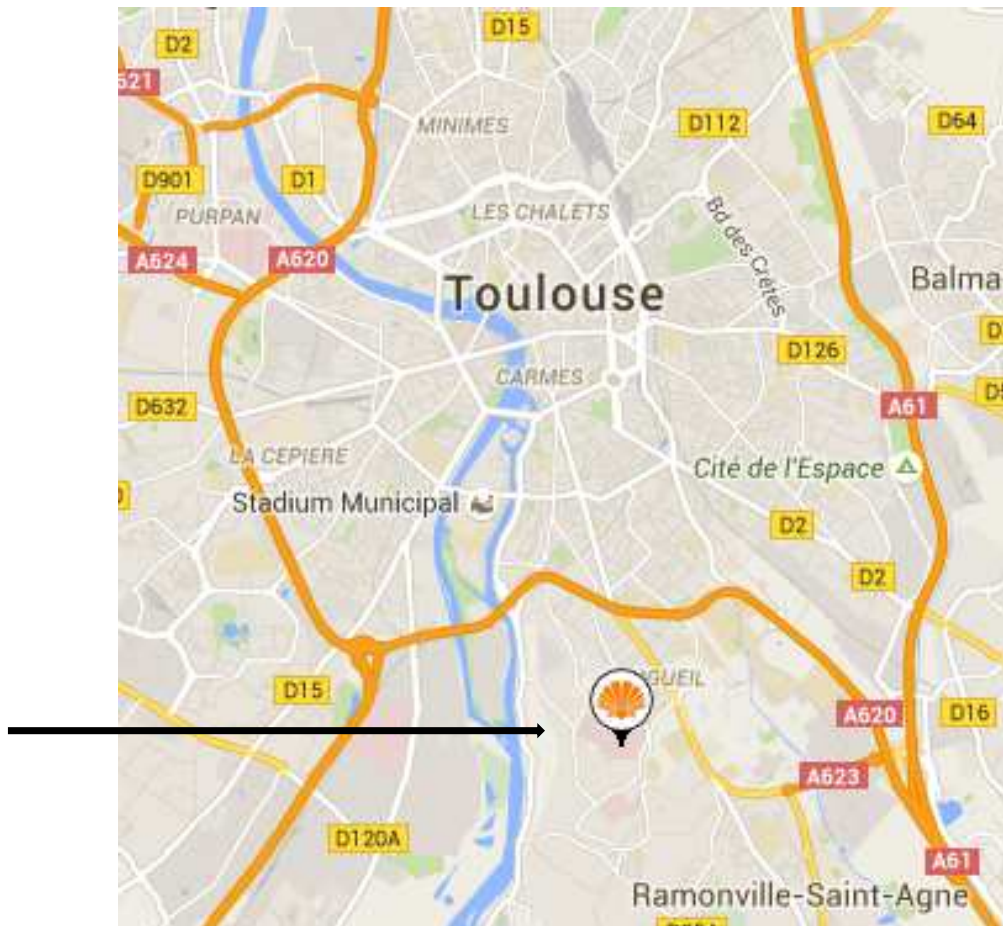 D15
D2
621
MINIMES
D112
D64
D901
D1
PURPAN
LES CHALETS
Bd des Crêtes
A624
A620
Toulouse
Balma
D126
CARMES
D632
A61
LA CEPIERE
Cité de l'Espace
Stadium Municipal
D2
D2
D15
GUEIL
A620
D16
A623
D120A
A61
Ramonville-Saint-Agne